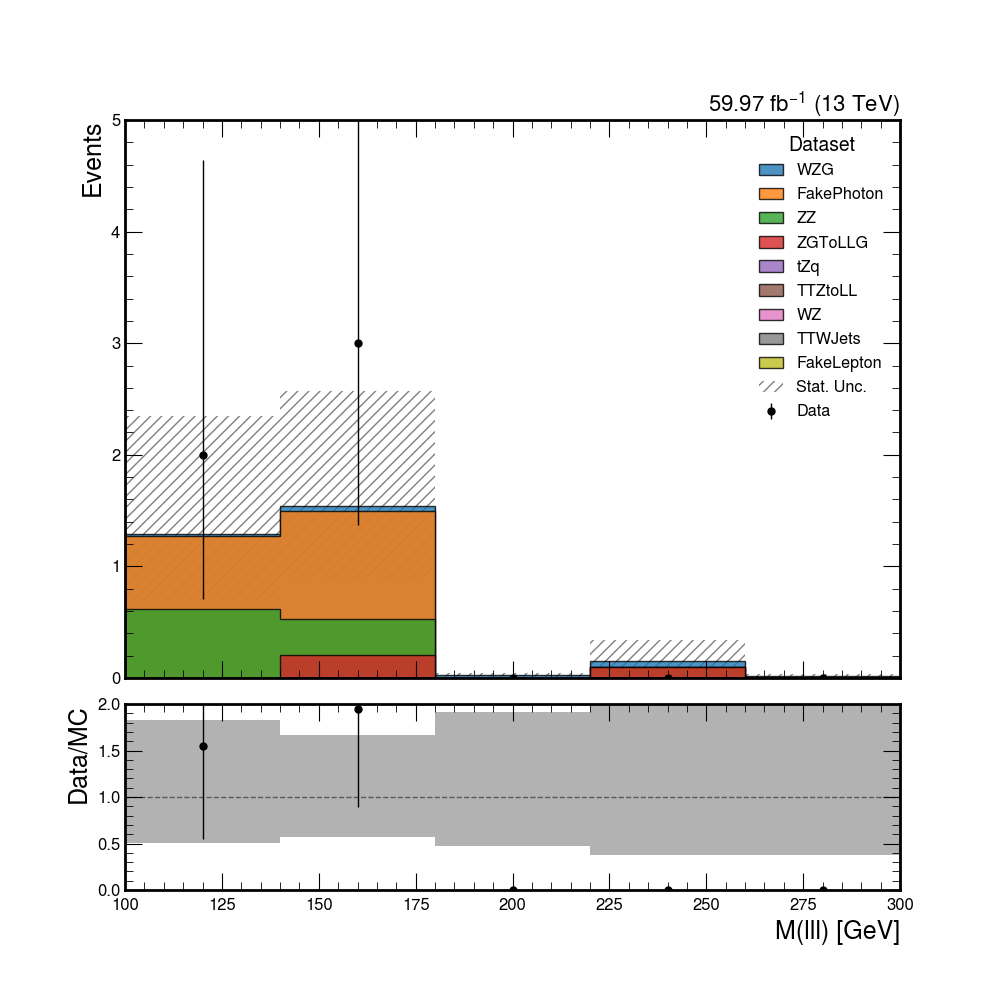 59.97 fb⁻¹ (13 TeV)
Events
5
4
3
2
1
0
Dataset
WZG
FakePhoton
ZZ
ZGToLLG
tZq
TTZtoLL
WZ
TTWJets
FakeLepton
Stat. Unc.
Data
Data/MC
2.0
1.5
1.0
0.5
0.0
100 125 150 175 200 225 250 275 300
M(lll) [GeV]